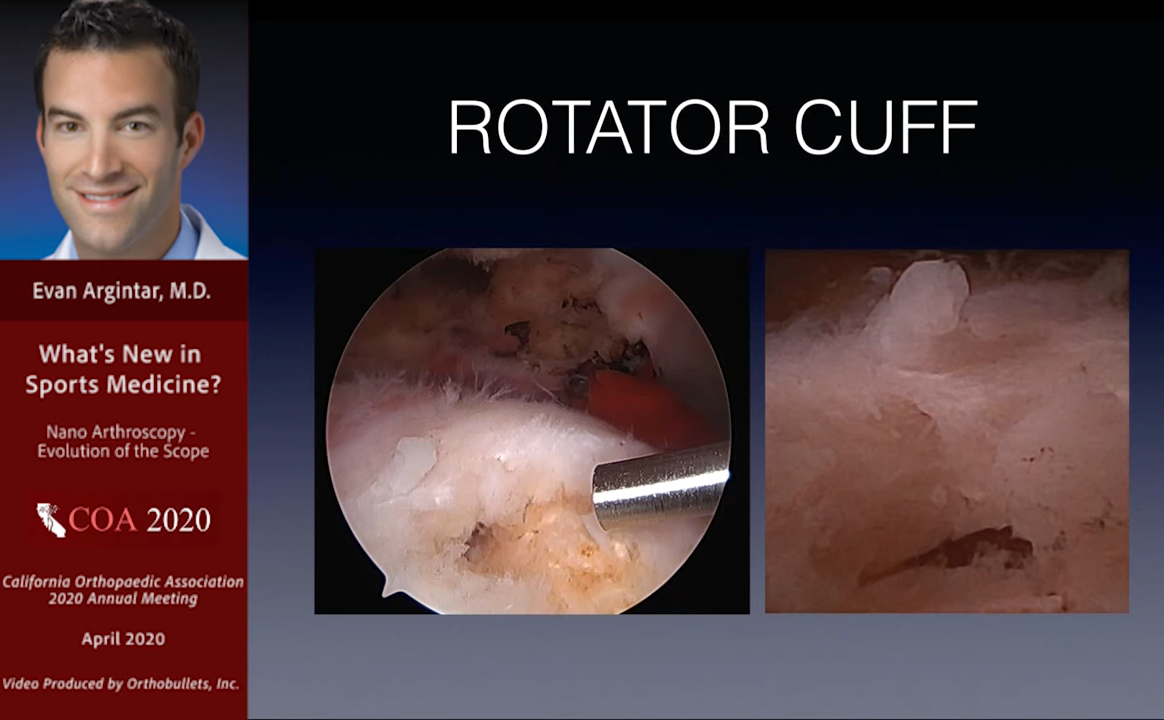 ROTATOR CUFF
Evan Argintar, M.D.
What's New in
Sports Medicine?
Nano Arthroscopy -
Evolution of the Scope
COA 2020
California Orthopaedic Association
2020 Annual Meeting
April 2020
Video Produced by Orthobullets, Inc.